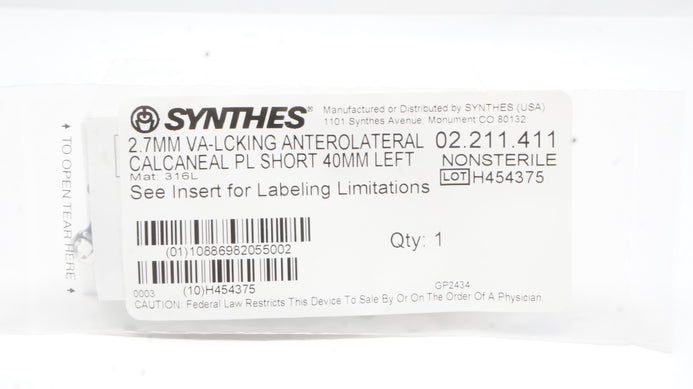 SYNTHES®
Manufactured or Distributed by SYNTHES (USA)
1101 Synthes Avenue, Monument CO 80132
2.7MM VA-LCKING ANTEROLATERAL
CALCANEAL PL SHORT 40MM LEFT
Mat: 316L
See Insert for Labeling Limitations
02.211.411
NONSTERILE
LOT H454375
(01)10886982055002
Qty: 1
(10)H454375
0003
GP2434
CAUTION: Federal Law Restricts This Device To Sale By Or On The Order Of A Physician.
↑ TO OPEN TEAR HERE ↑